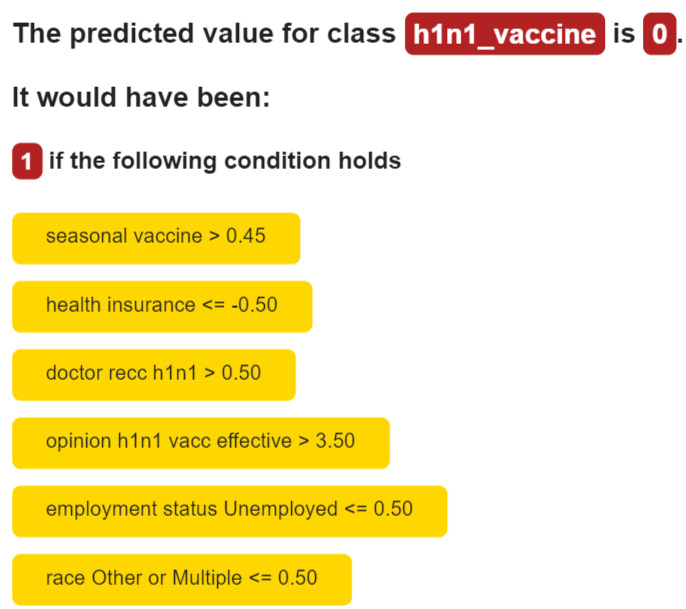 The predicted value for class h1n1_vaccine is 0.
It would have been:
1 if the following condition holds
seasonal vaccine > 0.45
health insurance <= -0.50
doctor recc h1n1 > 0.50
opinion h1n1 vacc effective > 3.50
employment status Unemployed <= 0.50
race Other or Multiple <= 0.50